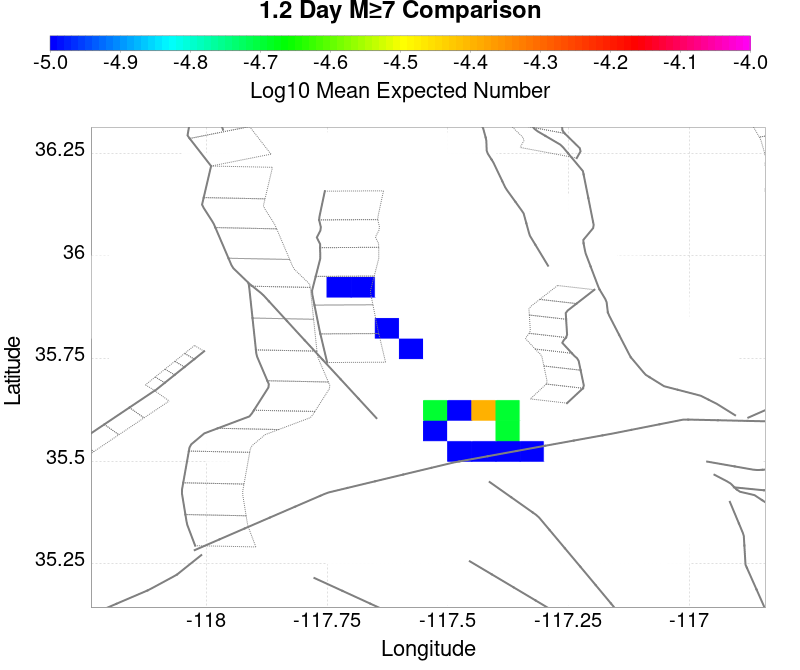 1.2 Day M≥7 Comparison
-5.0 -4.9 -4.8 -4.7 -4.6 -4.5 -4.4 -4.3 -4.2 -4.1 -4.0
Log10 Mean Expected Number
36.25
36
35.75
35.5
35.25
Latitude
-118 -117.75 -117.5 -117.25 -117
Longitude